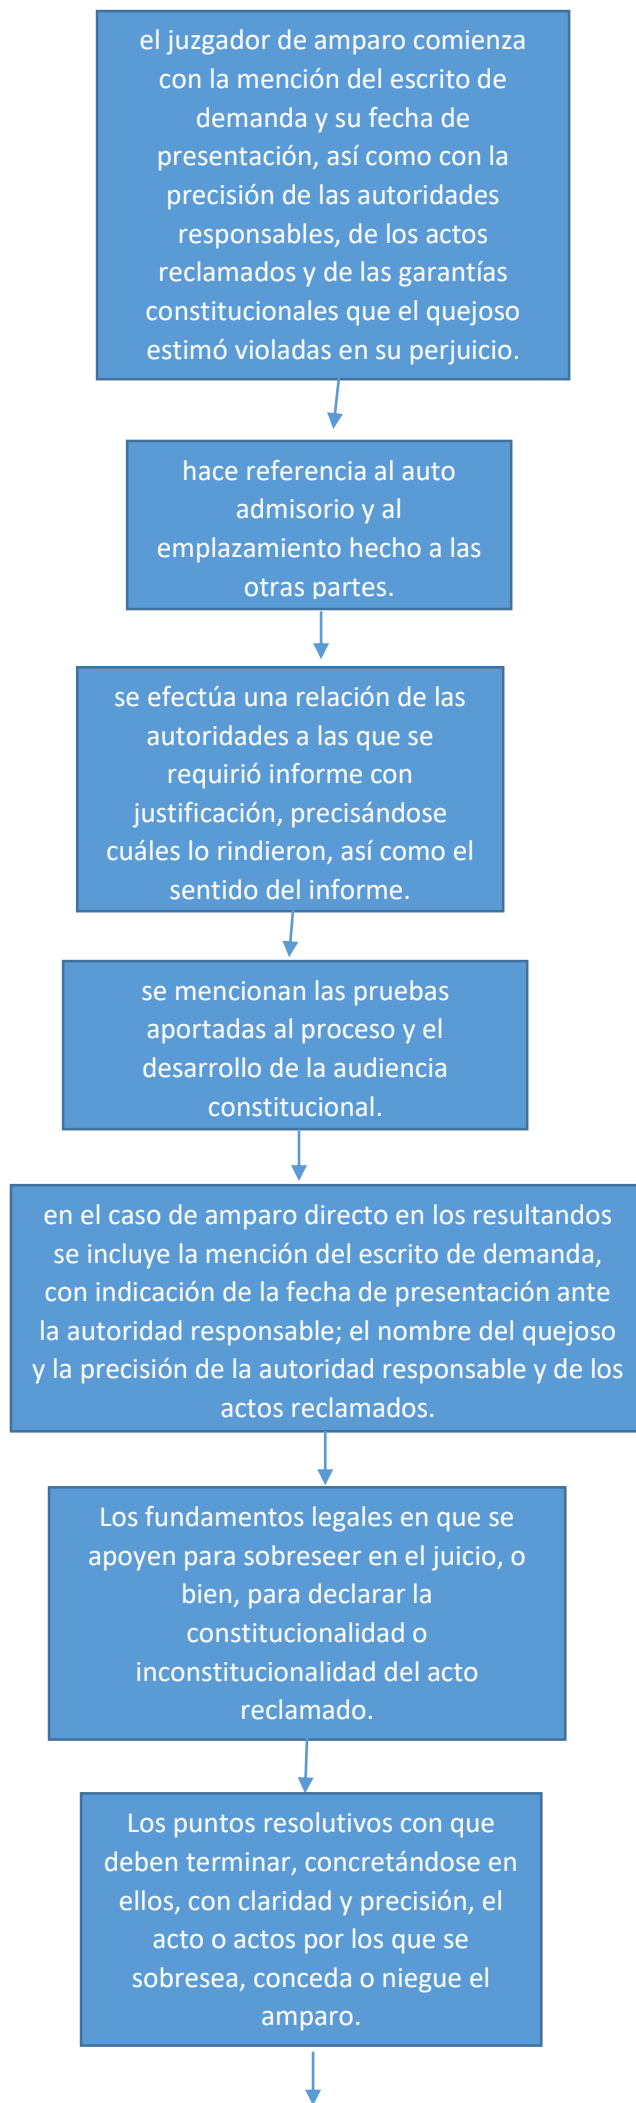 el juzgador de amparo comienza
con la mención del escrito de
demanda y su fecha de
presentación, así como con la
precisión de las autoridades
responsables, de los actos
reclamados y de las garantías
constitucionales que el quejoso
estimó violadas en su perjuicio.
hace referencia al auto
admisorio y al
emplazamiento hecho a las
otras partes.
se efectúa una relación de las
autoridades a las que se
requirió informe con
justificación, precisándose
cuáles lo rindieron, así como el
sentido del informe.
se mencionan las pruebas
aportadas al proceso y el
desarrollo de la audiencia
constitucional.
en el caso de amparo directo en los resultandos
se incluye la mención del escrito de demanda,
con indicación de la fecha de presentación ante
la autoridad responsable; el nombre del quejoso
y la precisión de la autoridad responsable y de los
actos reclamados.
Los fundamentos legales en que se
apoyen para sobreseer en el juicio, o
bien, para declarar la
constitucionalidad o
inconstitucionalidad del acto
reclamado.
Los puntos resolutivos con que
deben terminar, concretándose en
ellos, con claridad y precisión, el
acto o actos por los que se
sobresea, conceda o niegue el
amparo.